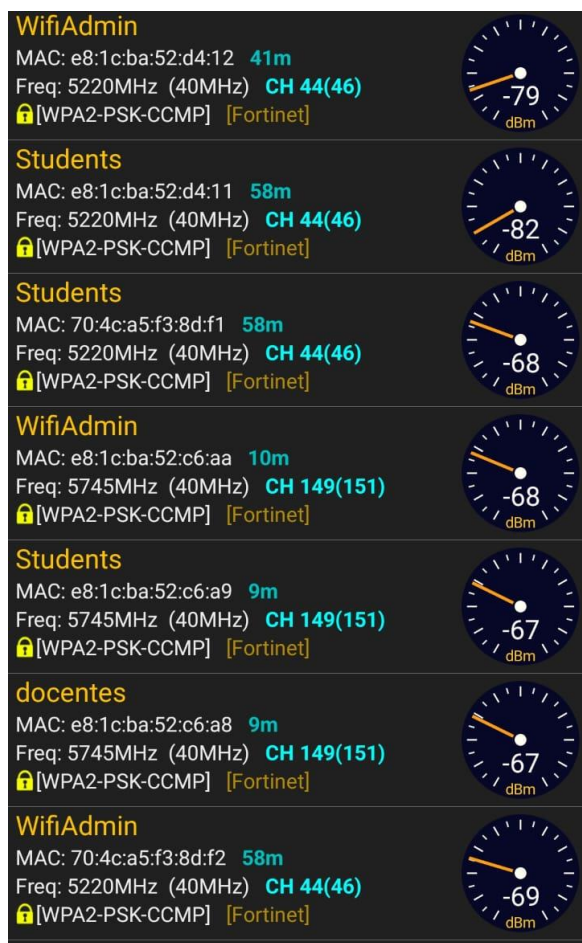 WifiAdmin
MAC: e8:1c:ba:52:d4:12 41m
Freq: 5220MHz (40MHz) CH 44(46)
[WPA2-PSK-CCMP] [Fortinet]
-79
dBm
Students
MAC: e8:1c:ba:52:d4:11 58m
Freq: 5220MHz (40MHz) CH 44(46)
[WPA2-PSK-CCMP] [Fortinet]
-82
dBm
Students
MAC: 70:4c:a5:f3:8d:f1 58m
Freq: 5220MHz (40MHz) CH 44(46)
[WPA2-PSK-CCMP] [Fortinet]
-68
dBm
WifiAdmin
MAC: e8:1c:ba:52:c6:aa 10m
Freq: 5745MHz (40MHz) CH 149(151)
[WPA2-PSK-CCMP] [Fortinet]
-68
dBm
Students
MAC: e8:1c:ba:52:c6:a9 9m
Freq: 5745MHz (40MHz) CH 149(151)
[WPA2-PSK-CCMP] [Fortinet]
-67
dBm
docentes
MAC: e8:1c:ba:52:c6:a8 9m
Freq: 5745MHz (40MHz) CH 149(151)
[WPA2-PSK-CCMP] [Fortinet]
-67
dBm
WifiAdmin
MAC: 70:4c:a5:f3:8d:f2 58m
Freq: 5220MHz (40MHz) CH 44(46)
[WPA2-PSK-CCMP] [Fortinet]
-69
dBm